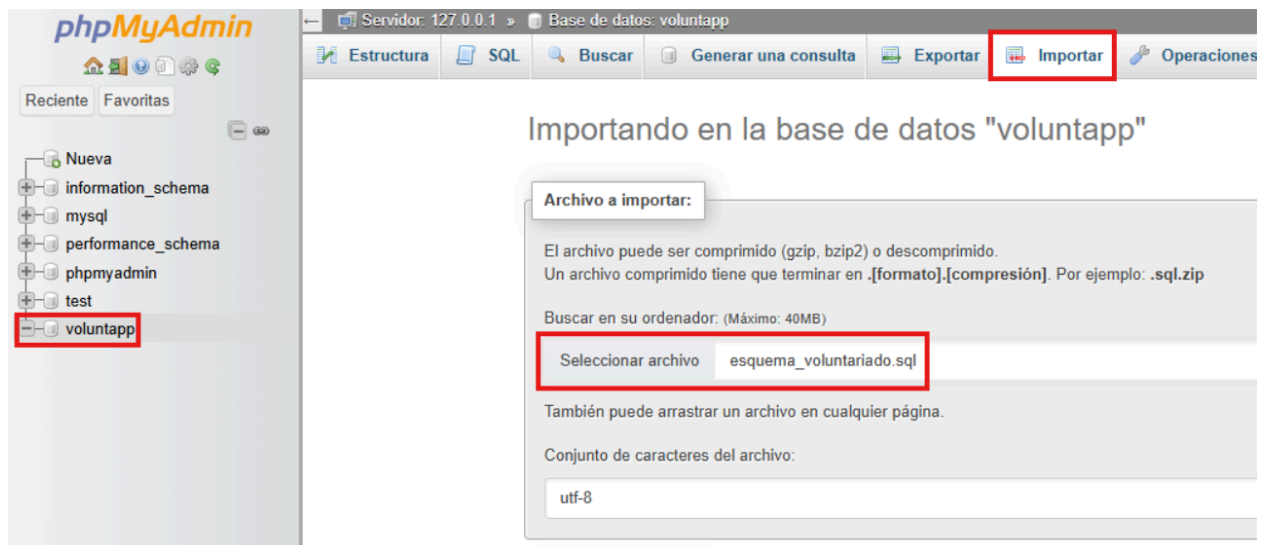 phpMyAdmin
Reciente Favoritas
Nueva
information_schema
mysql
performance_schema
phpmyadmin
test
voluntapp
Servidor: 127.0.0.1 » Base de datos: voluntapp
Estructura SQL Buscar Generar una consulta Exportar Importar Operaciones
Importando en la base de datos "voluntapp"
Archivo a importar:
El archivo puede ser comprimido (gzip, bzip2) o descomprimido.
Un archivo comprimido tiene que terminar en .[formato].[compresión]. Por ejemplo: .sql.zip
Buscar en su ordenador: (Máximo: 40MB)
Seleccionar archivo esquema_voluntariado.sql
También puede arrastrar un archivo en cualquier página.
Conjunto de caracteres del archivo:
utf-8